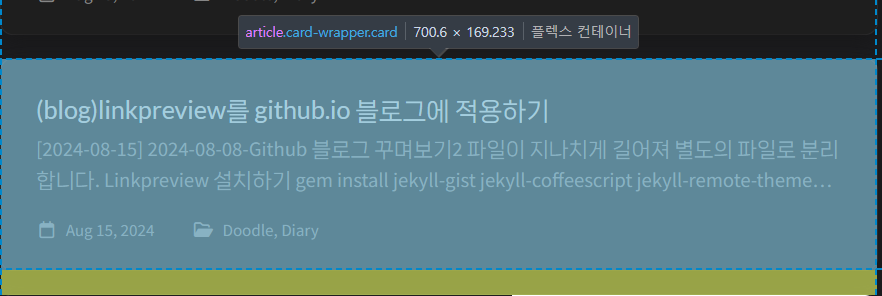 article.card-wrapper.card 700.6 × 169.233 플렉스 컨테이너
(blog)linkpreview를 github.io 블로그에 적용하기
[2024-08-15] 2024-08-08-Github 블로그 꾸며보기2 파일이 지나치게 길어져 별도의 파일로 분리
합니다. Linkpreview 설치하기 gem install jekyll-gist jekyll-coffeescript jekyll-remote-theme…
Aug 15, 2024 Doodle, Diary